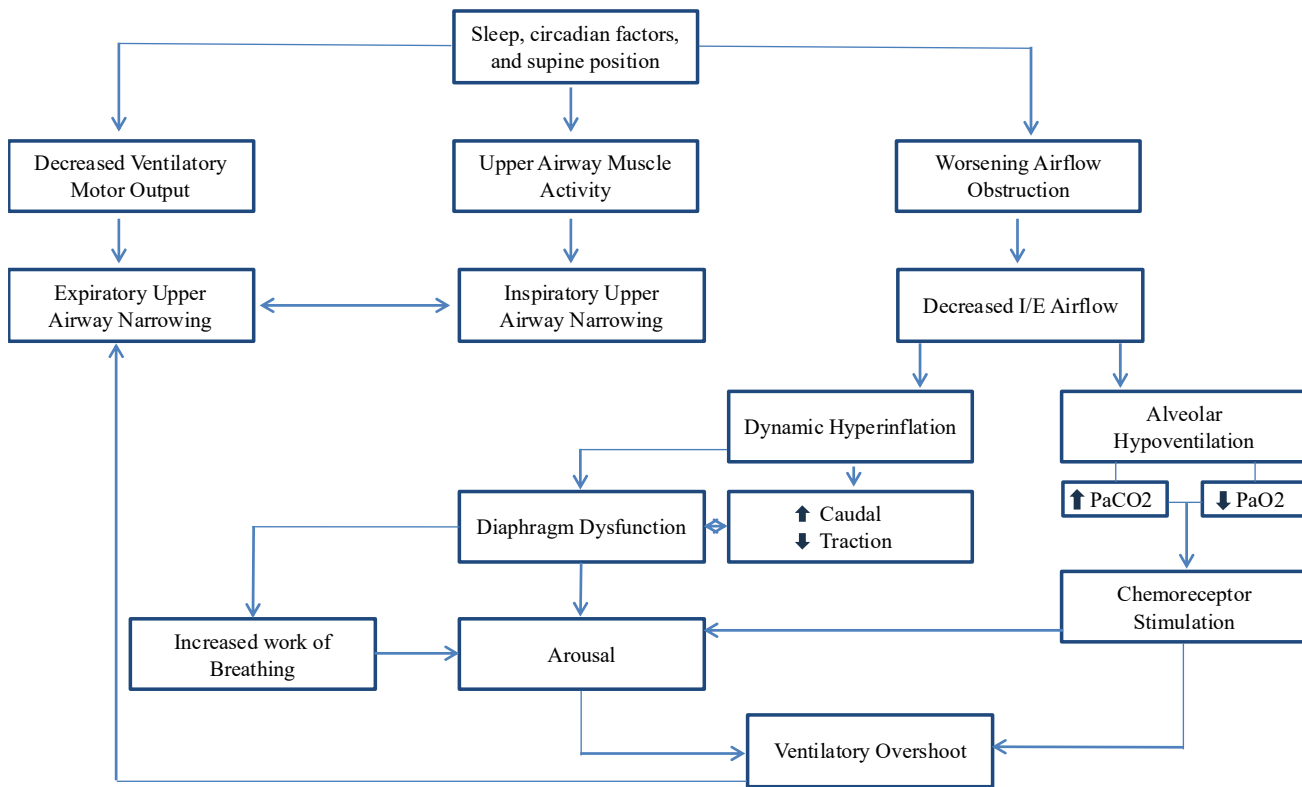 Sleep, circadian factors,
and supine position
Decreased Ventilatory
Motor Output
Upper Airway Muscle
Activity
Worsening Airflow
Obstruction
Expiratory Upper
Airway Narrowing
Inspiratory Upper
Airway Narrowing
Decreased I/E Airflow
Dynamic Hyperinflation
Alveolar
Hypoventilation
PaCO2
PaO2
Diaphragm Dysfunction
Caudal
Traction
Chemoreceptor
Stimulation
Increased work of
Breathing
Arousal
Ventilatory Overshoot